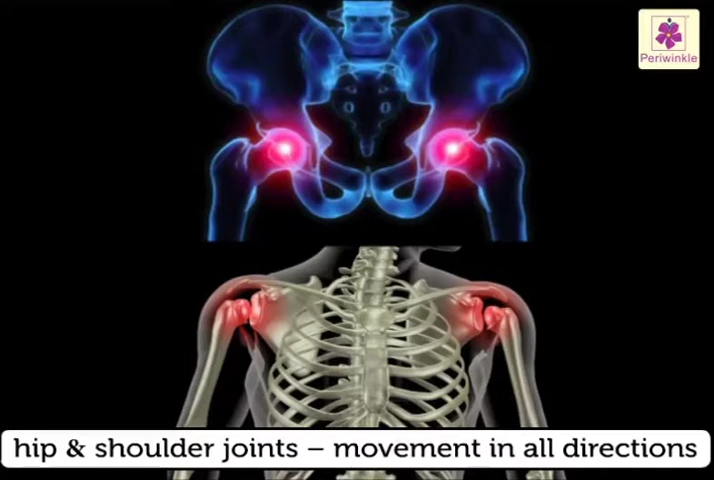 Periwinkle
hip & shoulder joints – movement in all directions